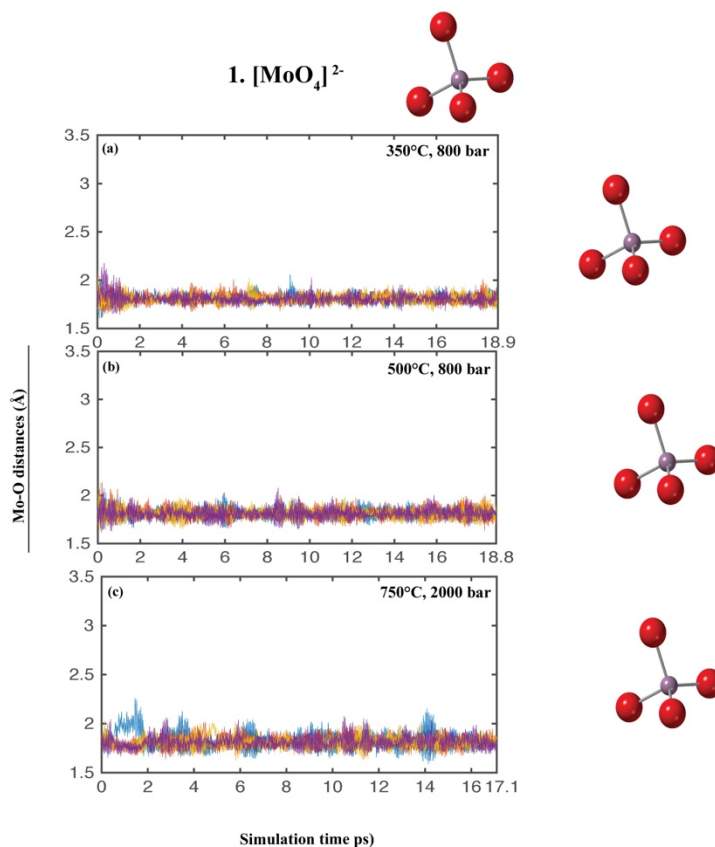 1. [MoO₄]²⁻
3.5
(a)
350°C, 800 bar
3
2.5
2
1.5
0 2 4 6 8 10 12 14 16 18.9
3.5
(b)
500°C, 800 bar
3
2.5
2
1.5
0 2 4 6 8 10 12 14 16 18.8
Mo-O distances (Å)
3.5
(c)
750°C, 2000 bar
3
2.5
2
1.5
0 2 4 6 8 10 12 14 16 17.1
Simulation time ps)